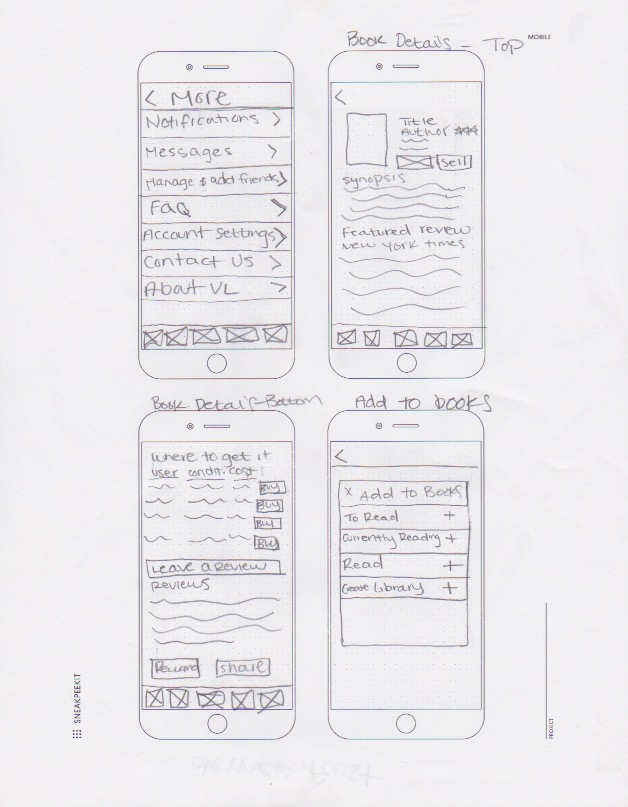 MOBILE
< More
Notifications >
Messages >
Manage & add friends >
FAQ >
Account Settings >
Contact Us >
About VL >
Book Details - Top
<
Title
Author
Sell
Synopsis
Featured review
New York Times
Book Details - Bottom
Where to get it
user condit. cost
Buy
Buy
Buy
Buy
Leave a Review
Reviews
Share
Add to books
<
x Add to Books
To Read +
Currently Reading +
Read +
Create Library +
SNEAKPEEKIT
PROJECT